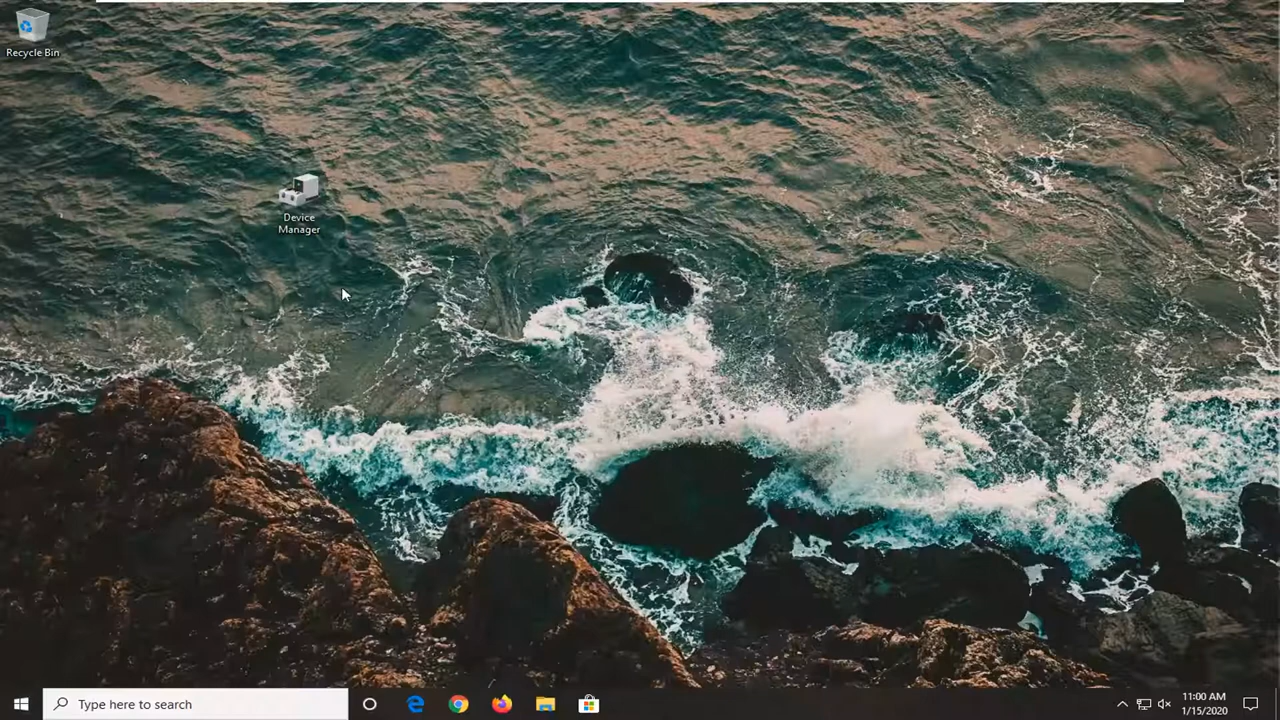 Recycle Bin
Device
Manager
Type here to search
11:00 AM
1/15/2020